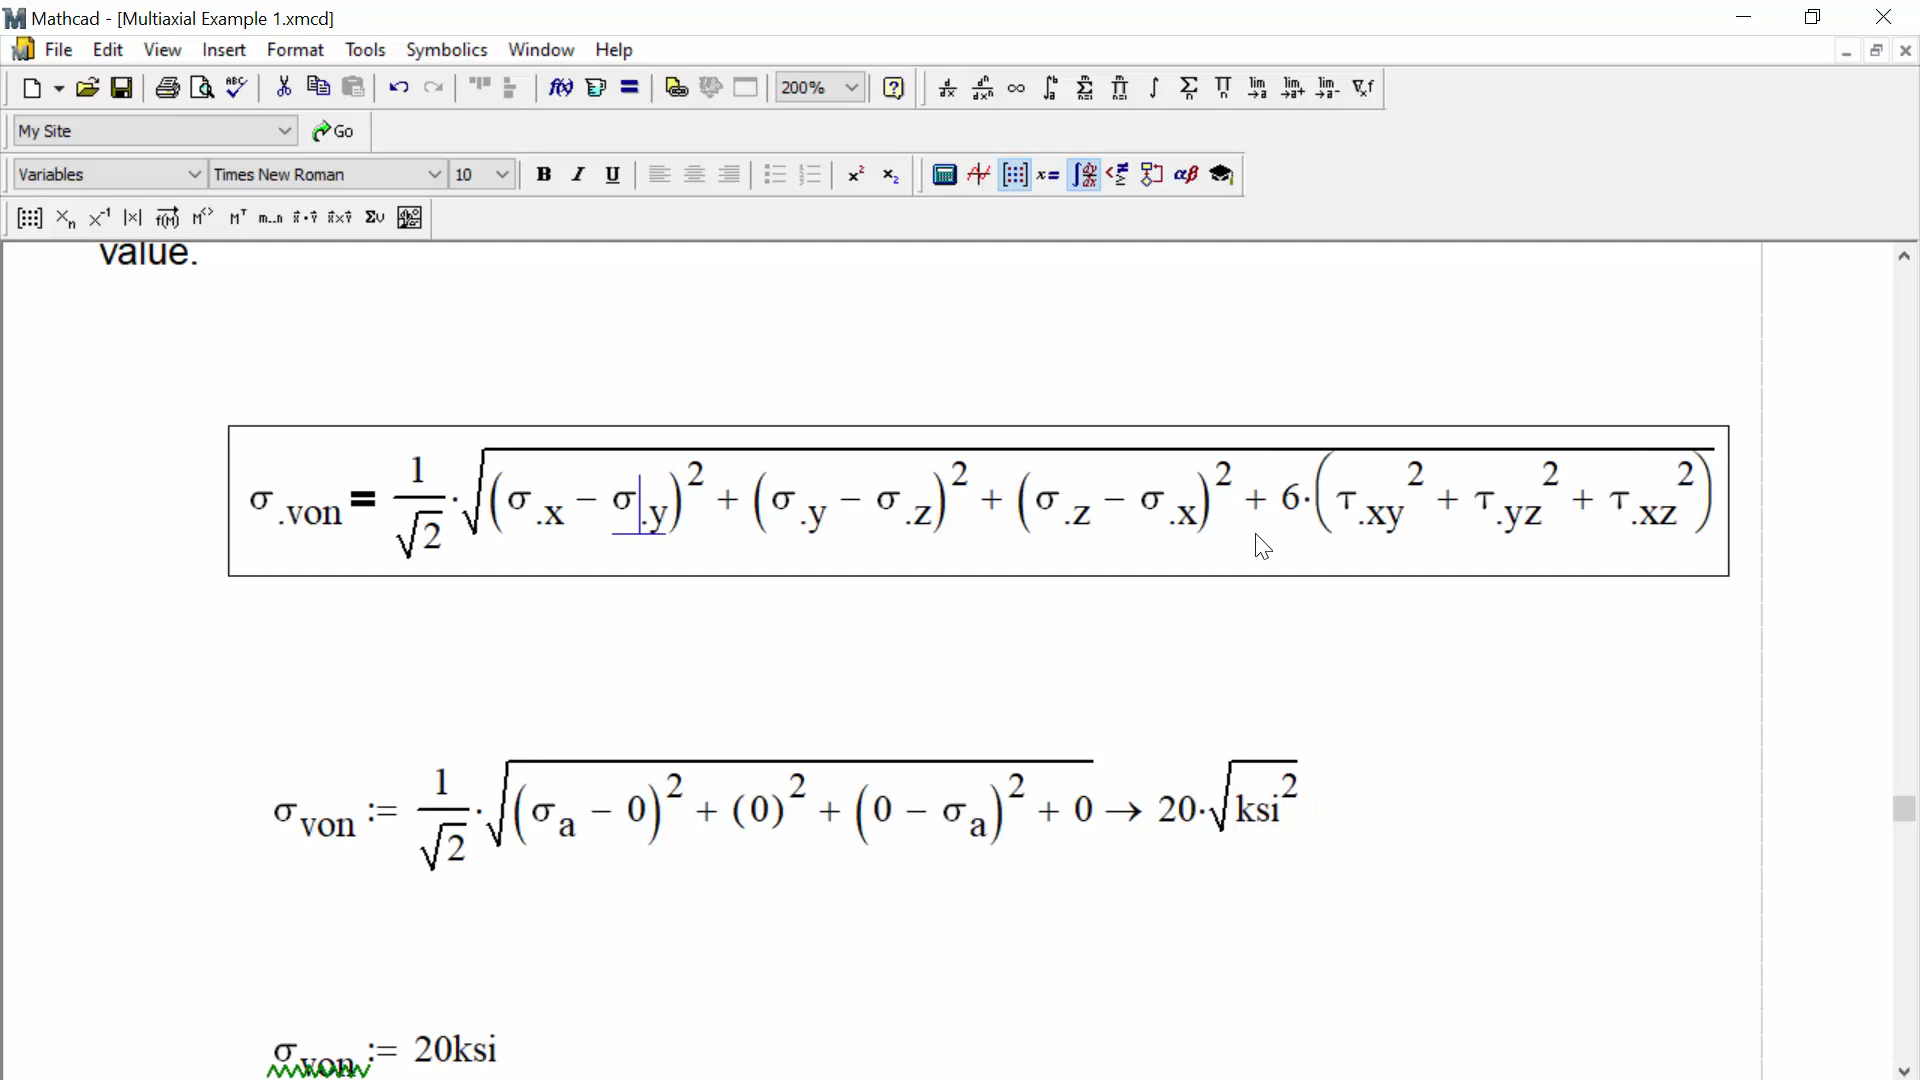 Mathcad - [Multiaxial Example 1.xmcd]
File Edit View Insert Format Tools Symbolics Window Help
200%
My Site Go
Variables Times New Roman 10 B I U
value.
σ.von = 1/√2·√((σ.x − σ.y)² + (σ.y − σ.z)² + (σ.z − σ.x)² + 6·(τ.xy² + τ.yz² + τ.xz²))
σvon := 1/√2·√((σa − 0)² + (0)² + (0 − σa)² + 0) → 20·√ksi²
σvon := 20ksi